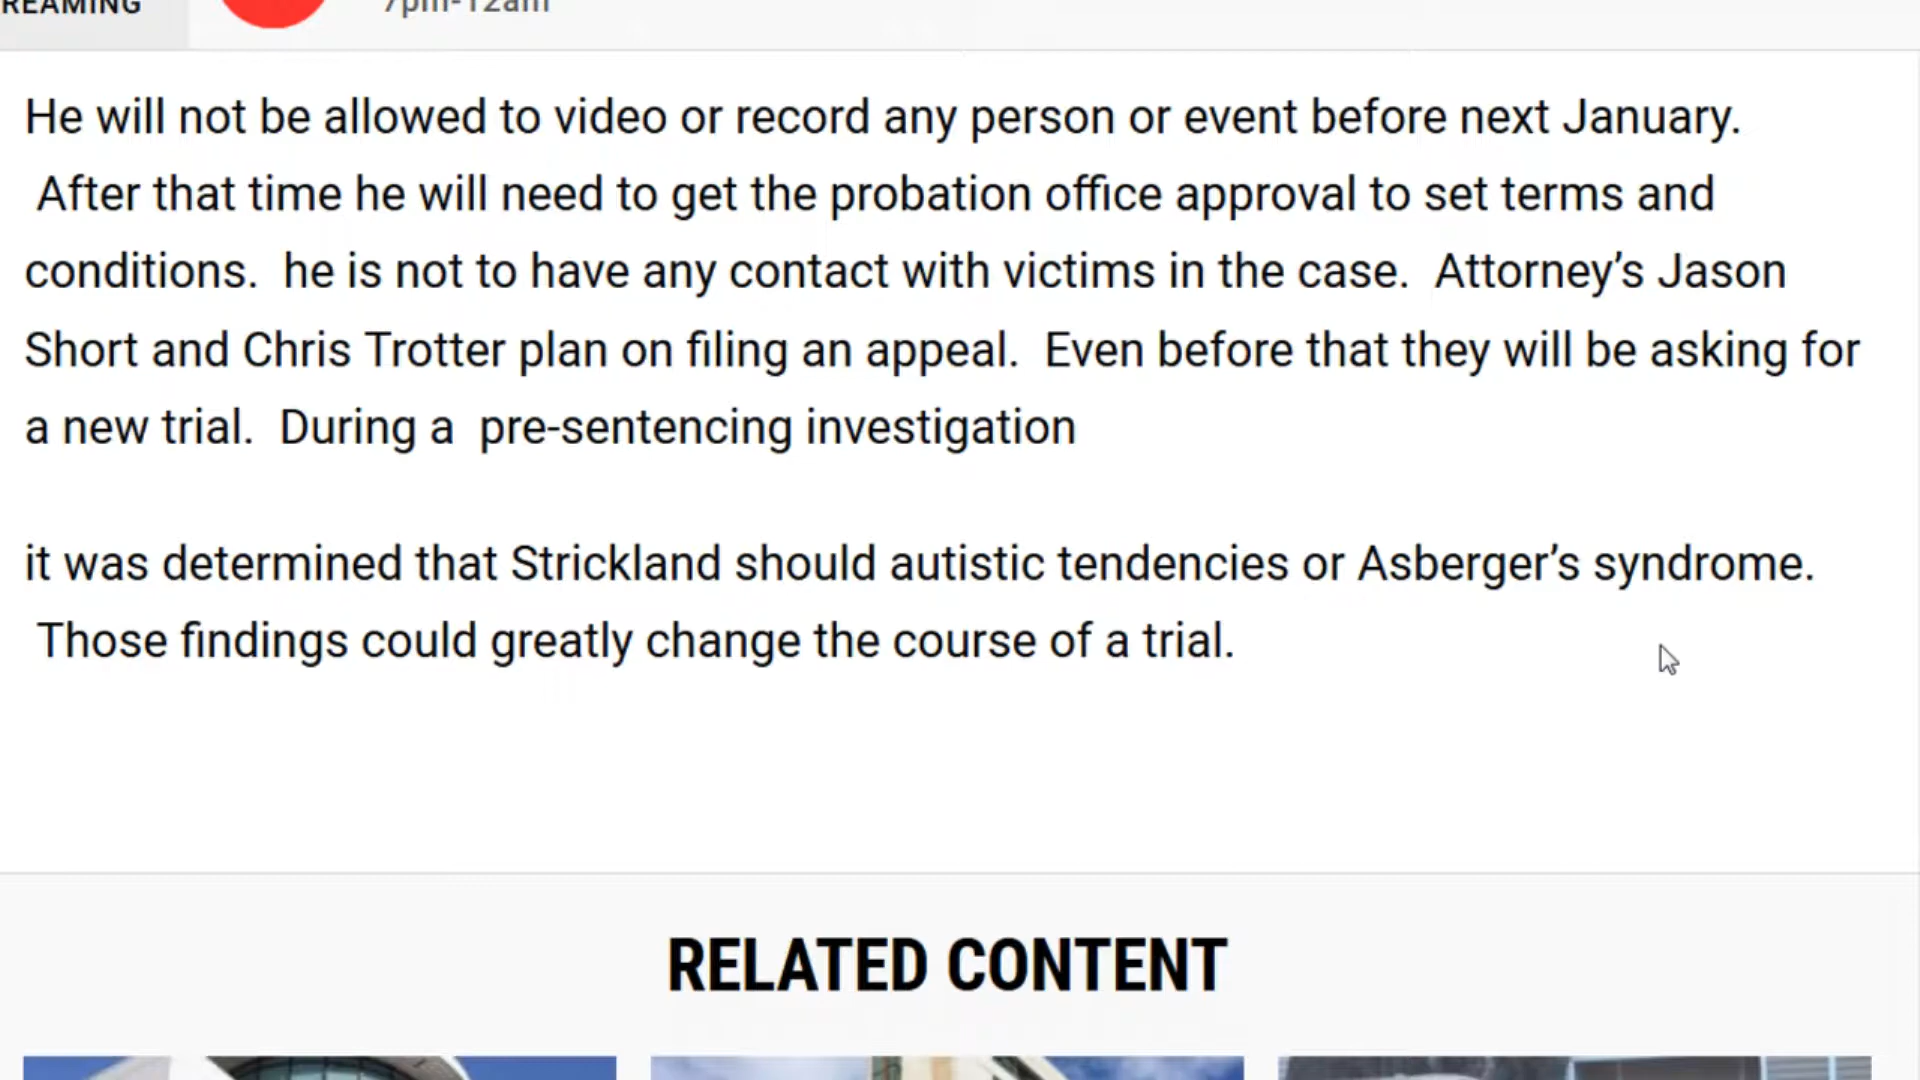 REAMING
7pm-12am
He will not be allowed to video or record any person or event before next January.
After that time he will need to get the probation office approval to set terms and
conditions.  he is not to have any contact with victims in the case.  Attorney’s Jason
Short and Chris Trotter plan on filing an appeal.  Even before that they will be asking for
a new trial.  During a  pre-sentencing investigation
it was determined that Strickland should autistic tendencies or Asberger’s syndrome.
Those findings could greatly change the course of a trial.
RELATED CONTENT